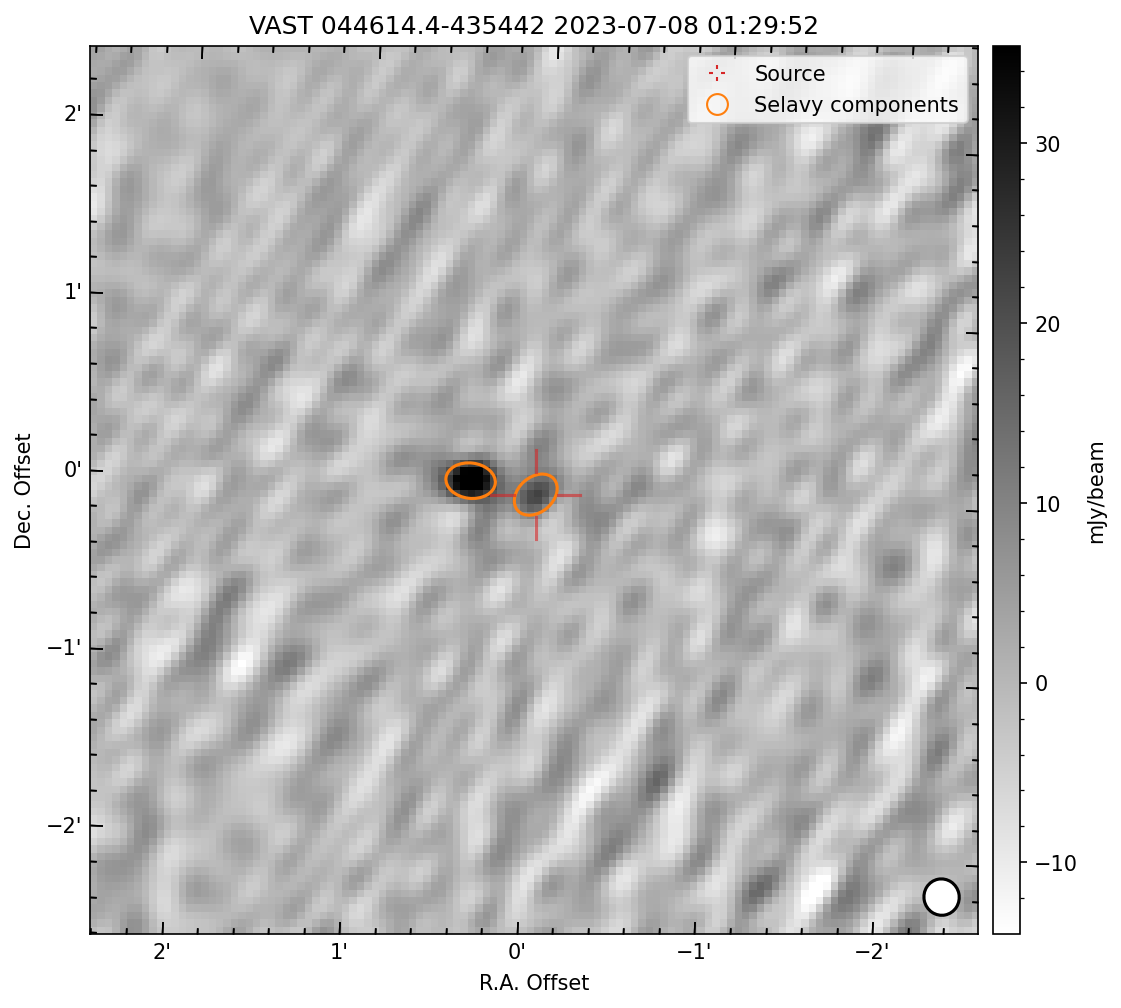 VAST 044614.4-435442 2023-07-08 01:29:52
Source
Selavy components
2'
1'
0'
−1'
−2'
Dec. Offset
2'
1'
0'
−1'
−2'
R.A. Offset
30
20
10
0
−10
mJy/beam